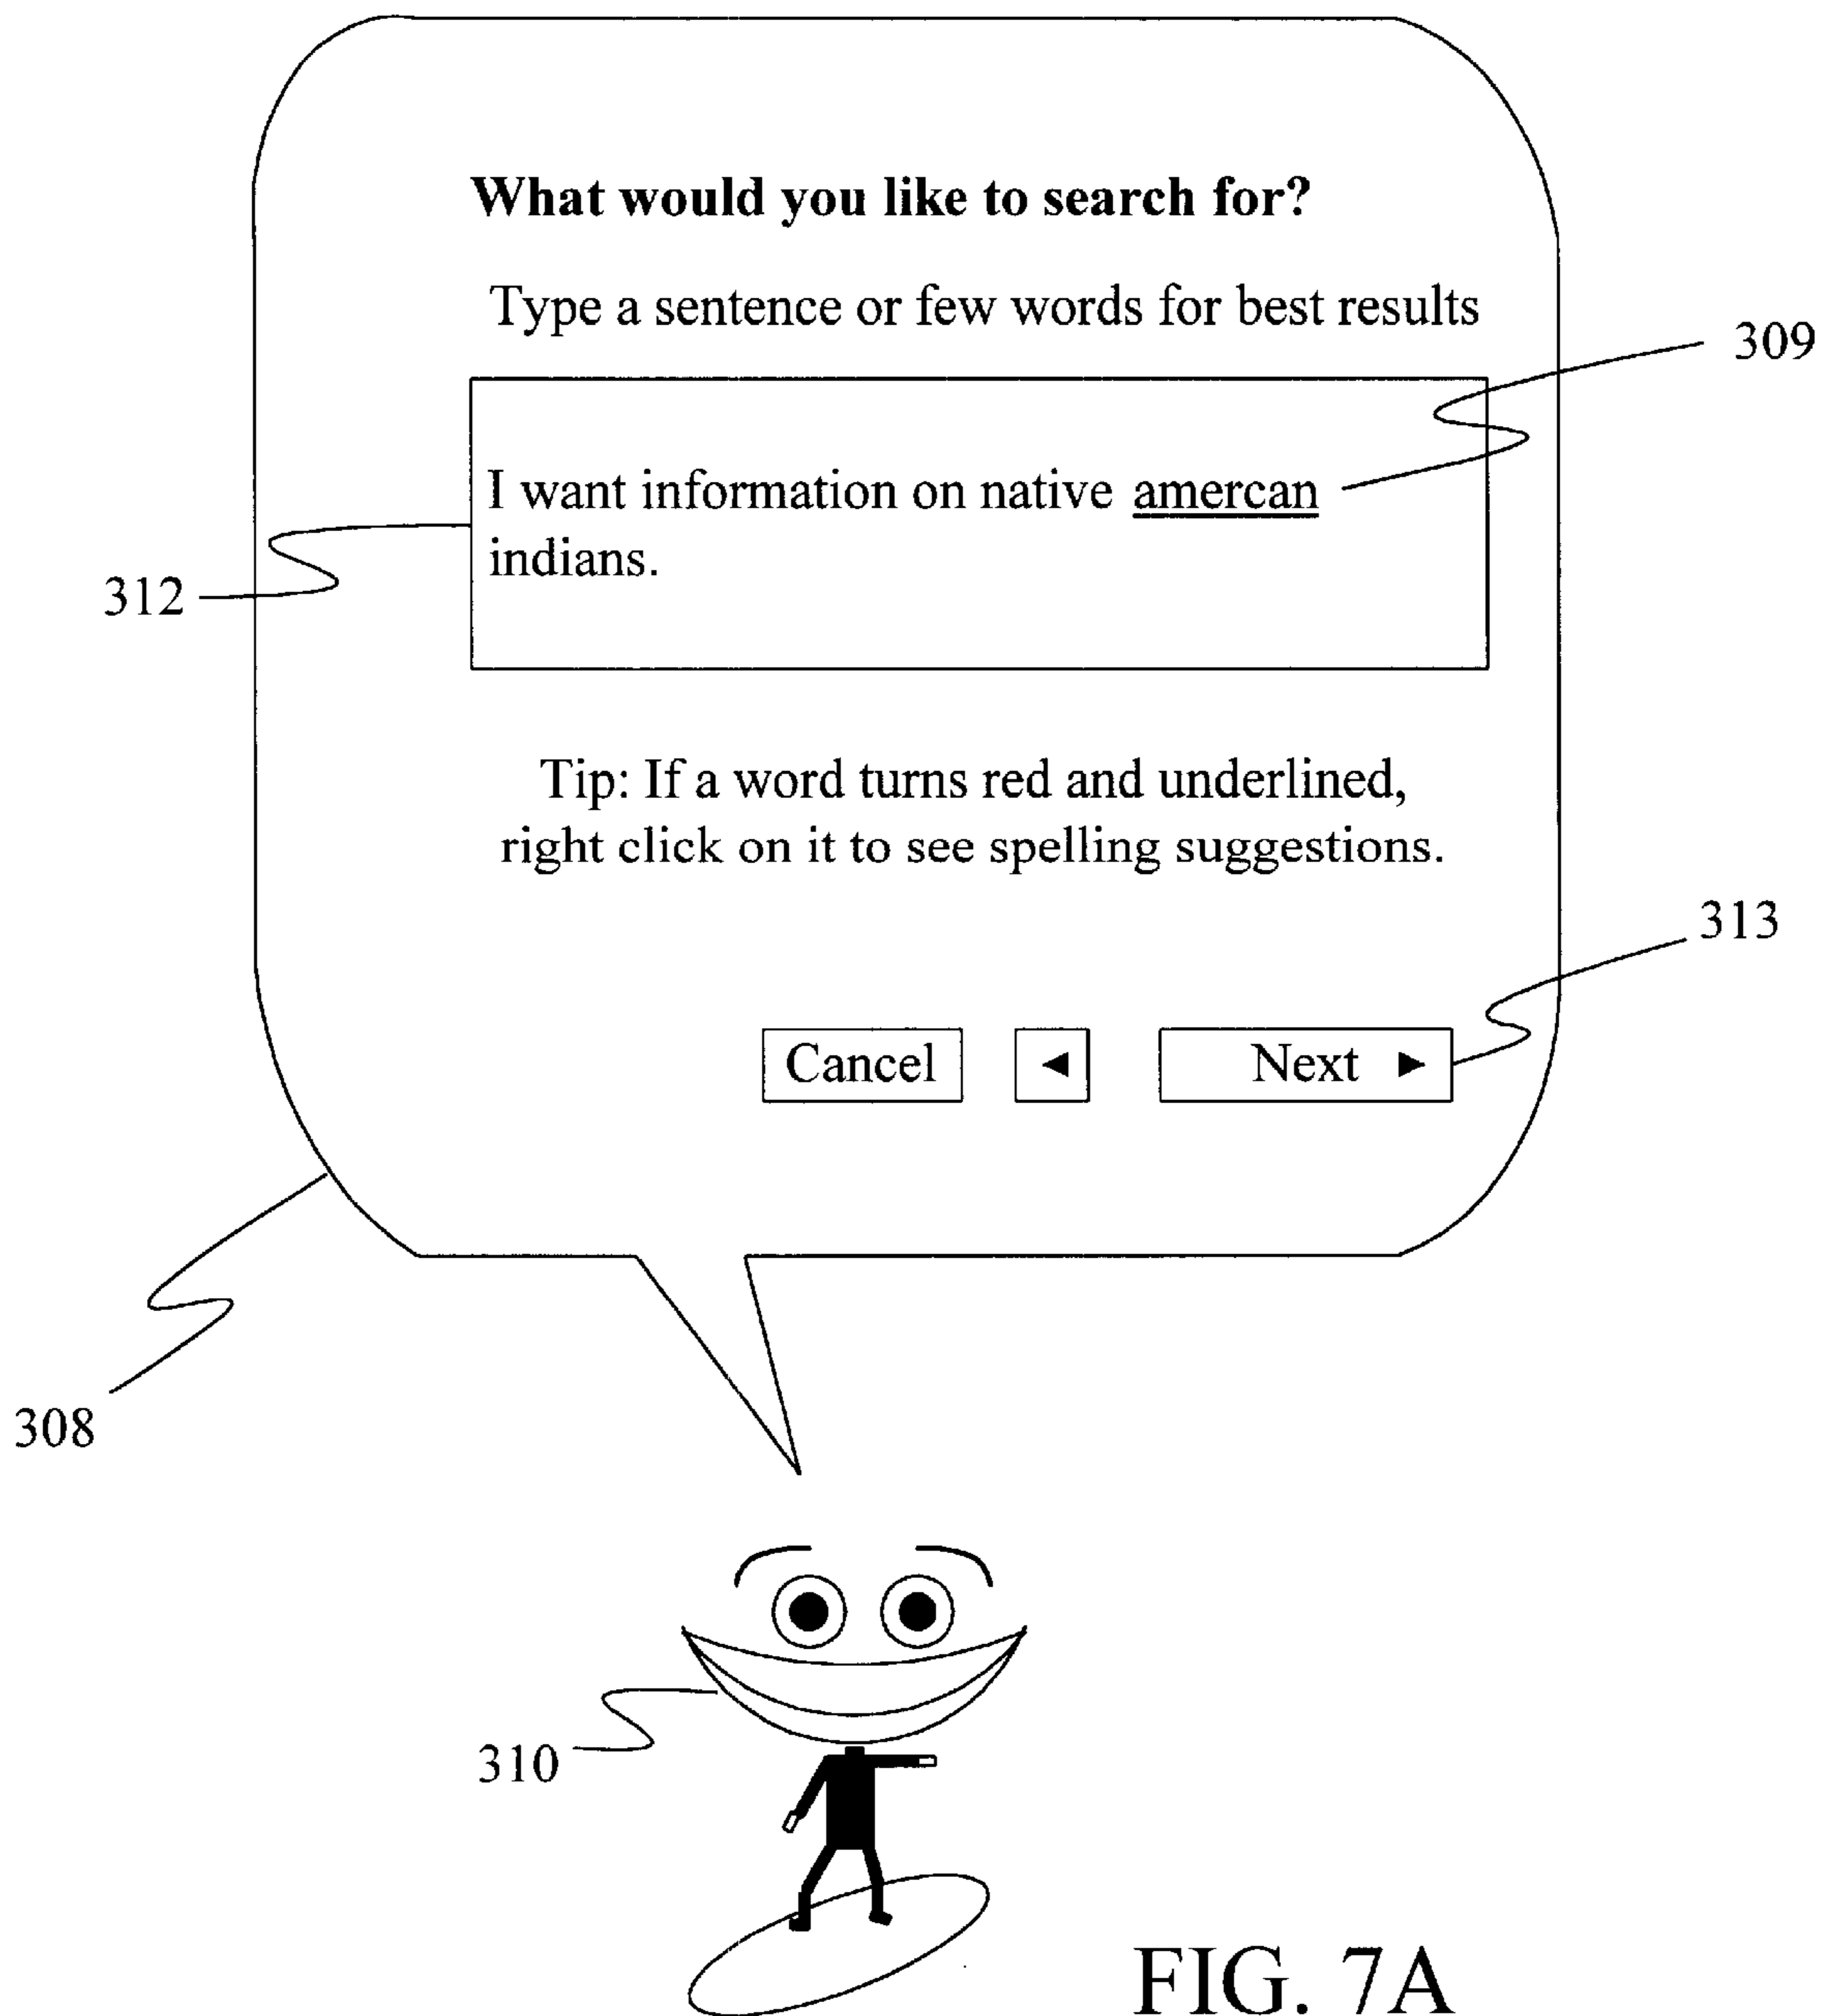 What would you like to search for?
Type a sentence or few words for best results
309
I want information on native amercan
indians.
312
Tip: If a word turns red and underlined,
right click on it to see spelling suggestions.
313
Cancel ◄ Next ►
308
310
FIG. 7A